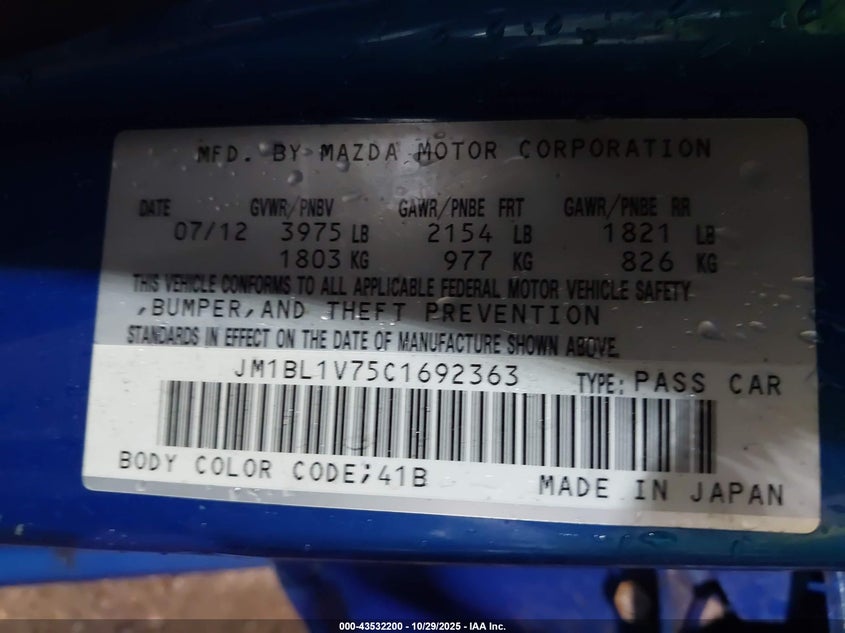 MFD. BY MAZDA MOTOR CORPORATION
DATE GVWR/PNBV GAWR/PNBE FRT GAWR/PNBE RR
07/12 3975 LB 2154 LB 1821 LB
1803 KG 977 KG 826 KG
THIS VEHICLE CONFORMS TO ALL APPLICABLE FEDERAL MOTOR VEHICLE SAFETY
,BUMPER,AND THEFT PREVENTION
STANDARDS IN EFFECT ON THE DATE OF MANUFACTURE SHOWN ABOVE.
JM1BL1V75C1692363 TYPE: PASS CAR
BODY COLOR CODE;41B MADE IN JAPAN
000-43532200 - 10/29/2025 - IAA Inc.